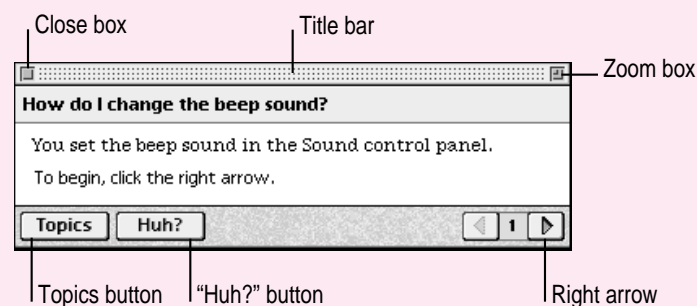 Close box
Title bar
Zoom box
How do I change the beep sound?
You set the beep sound in the Sound control panel.
To begin, click the right arrow.
Topics
Huh?
1
Topics button
“Huh?” button
Right arrow